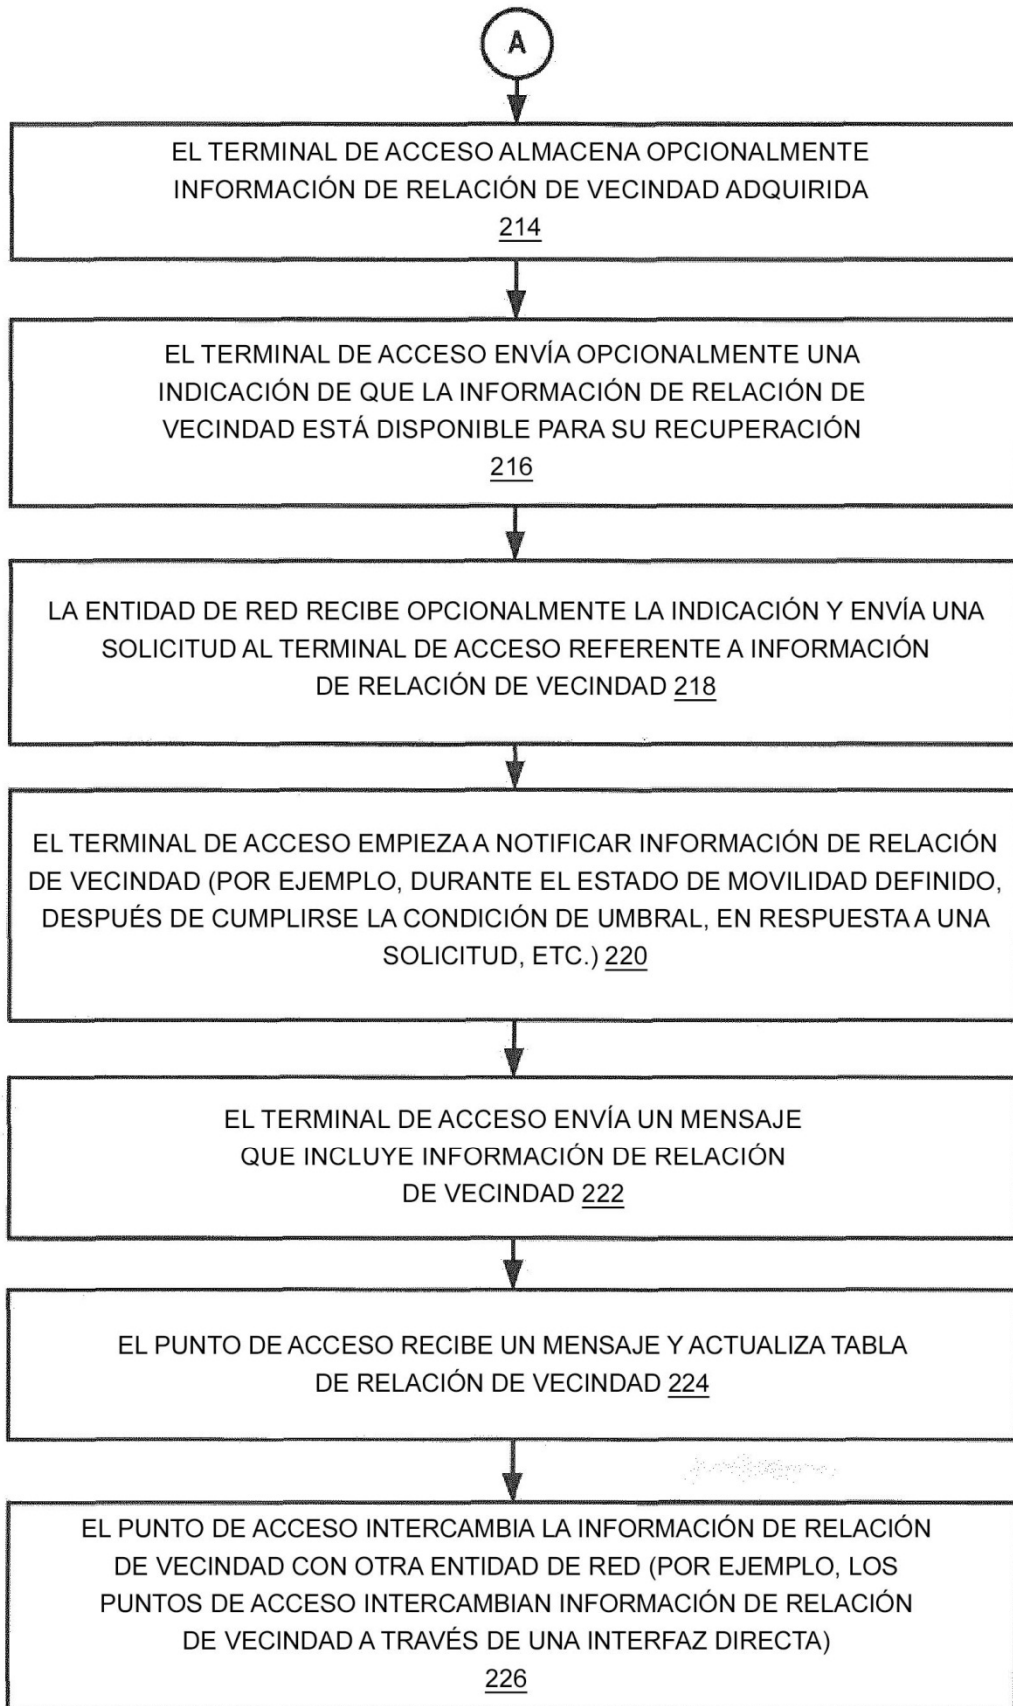 A
EL TERMINAL DE ACCESO ALMACENA OPCIONALMENTE
INFORMACIÓN DE RELACIÓN DE VECINDAD ADQUIRIDA
214
EL TERMINAL DE ACCESO ENVÍA OPCIONALMENTE UNA
INDICACIÓN DE QUE LA INFORMACIÓN DE RELACIÓN DE
VECINDAD ESTÁ DISPONIBLE PARA SU RECUPERACIÓN
216
LA ENTIDAD DE RED RECIBE OPCIONALMENTE LA INDICACIÓN Y ENVÍA UNA
SOLICITUD AL TERMINAL DE ACCESO REFERENTE A INFORMACIÓN
DE RELACIÓN DE VECINDAD 218
EL TERMINAL DE ACCESO EMPIEZA A NOTIFICAR INFORMACIÓN DE RELACIÓN
DE VECINDAD (POR EJEMPLO, DURANTE EL ESTADO DE MOVILIDAD DEFINIDO,
DESPUÉS DE CUMPLIRSE LA CONDICIÓN DE UMBRAL, EN RESPUESTA A UNA
SOLICITUD, ETC.) 220
EL TERMINAL DE ACCESO ENVÍA UN MENSAJE
QUE INCLUYE INFORMACIÓN DE RELACIÓN
DE VECINDAD 222
EL PUNTO DE ACCESO RECIBE UN MENSAJE Y ACTUALIZA TABLA
DE RELACIÓN DE VECINDAD 224
EL PUNTO DE ACCESO INTERCAMBIA LA INFORMACIÓN DE RELACIÓN
DE VECINDAD CON OTRA ENTIDAD DE RED (POR EJEMPLO, LOS
PUNTOS DE ACCESO INTERCAMBIAN INFORMACIÓN DE RELACIÓN
DE VECINDAD A TRAVÉS DE UNA INTERFAZ DIRECTA)
226